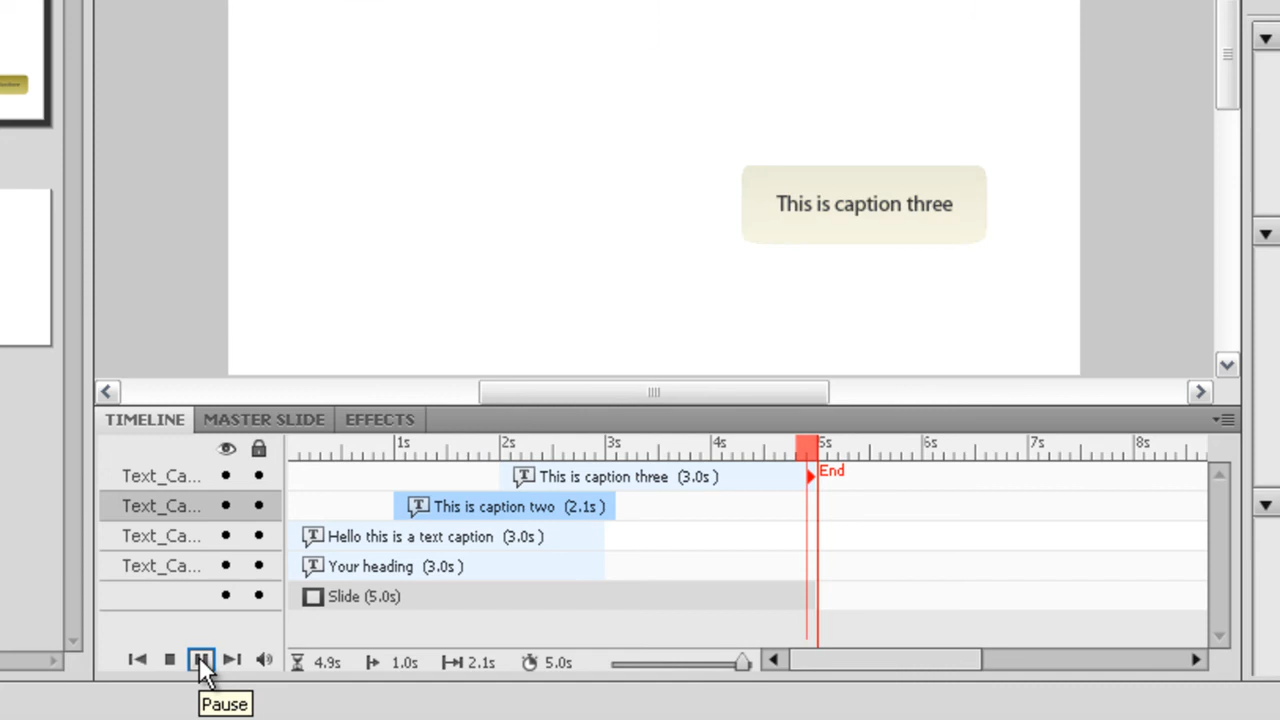 This is caption three
TIMELINE MASTER SLIDE EFFECTS
1s 2s 3s 4s 5s 6s 7s 8s
Text_Ca... This is caption three (3.0s) End
Text_Ca... This is caption two (2.1s)
Text_Ca... Hello this is a text caption (3.0s)
Text_Ca... Your heading (3.0s)
Slide (5.0s)
4.9s 1.0s 2.1s 5.0s
Pause